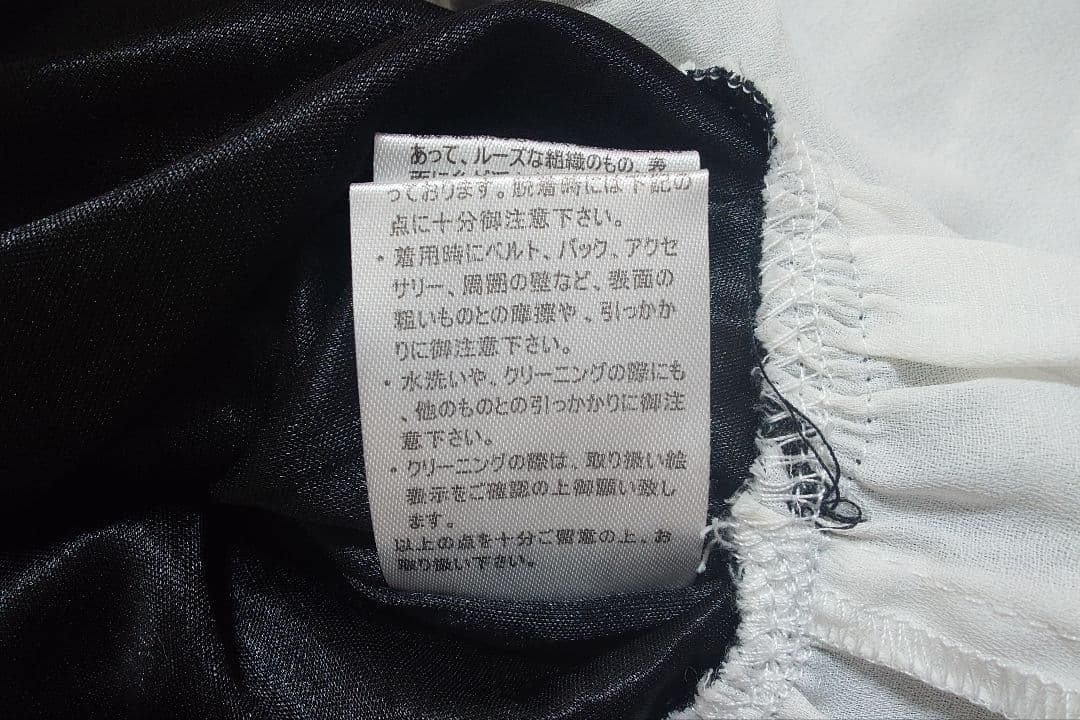 あって、ルーズな組織のもの、表
っております。脱着時には下記の
点に十分御注意下さい。
・着用時にベルト、バック、アクセ
サリー、周囲の壁など、表面の
粗いものとの摩擦や、引っかか
りに御注意下さい。
・水洗いや、クリーニングの際にも
、他のものとの引っかかりに御注
意下さい。
・クリーニングの際は、取り扱い絵
表示をご確認の上御願い致し
ます。
以上の点を十分ご留意の上、お
取り扱い下さい。